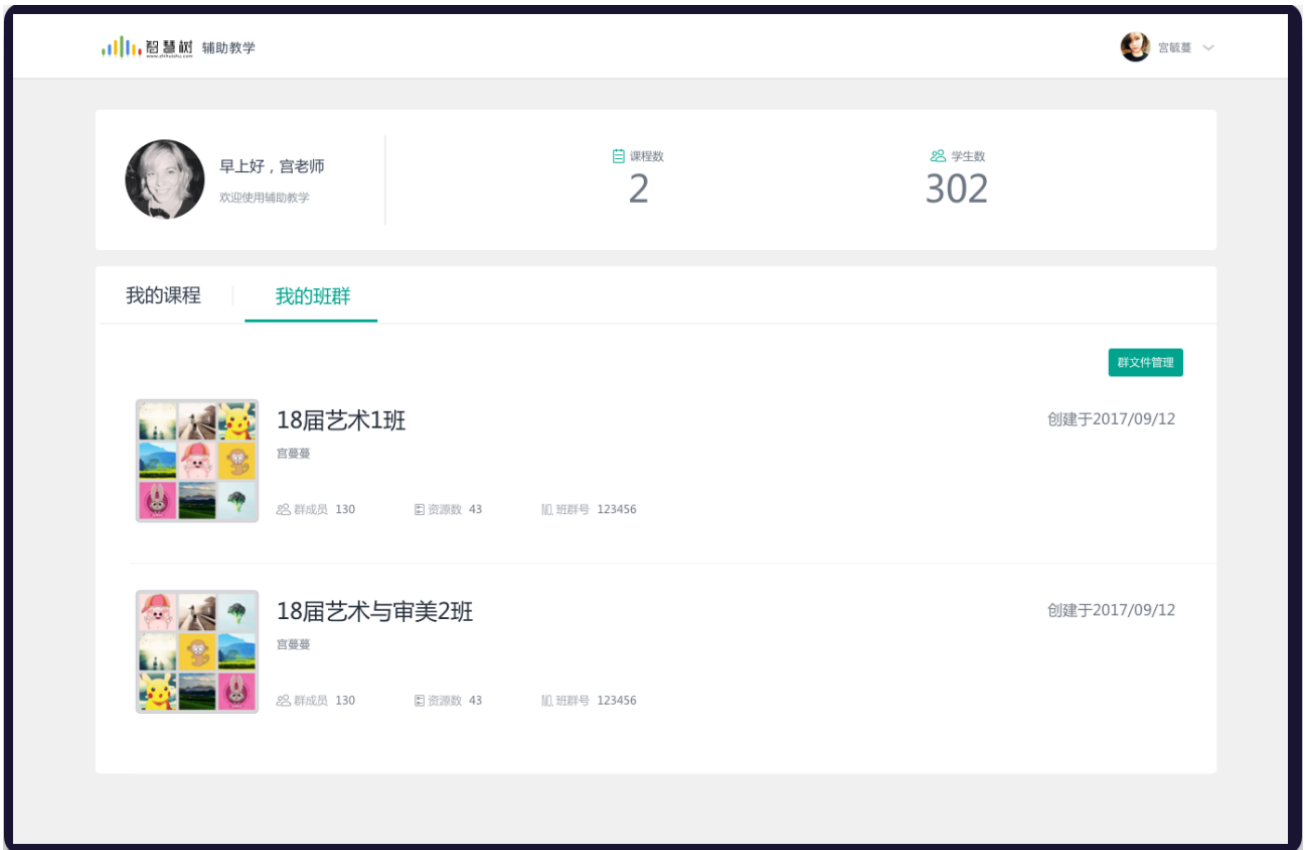 智慧树 辅助教学
www.zhihuishu.com
宫毓蔓
早上好，宫老师
欢迎使用辅助教学
课程数
2
学生数
302
我的课程
我的班群
群文件管理
18届艺术1班
创建于2017/09/12
宫蔓蔓
群成员 130
资源数 43
班群号 123456
18届艺术与审美2班
创建于2017/09/12
宫蔓蔓
群成员 130
资源数 43
班群号 123456